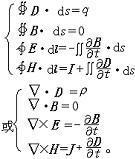 ∮D · ds=q
∮B · ds=0
∮E · dl=-∬∂B/∂t · ds
∮H · dl=I+∬∂D/∂t · ds
或
∇ · D = ρ
∇ · B = 0
∇ × E = -∂B/∂t
∇ × H = J + ∂D/∂t 。